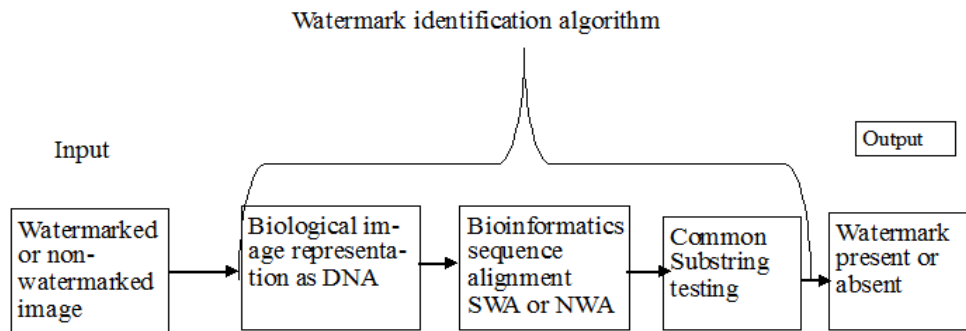 Watermark identification algorithm
Input
Output
Watermarked
or non-
watermarked
image
Biological im-
age representa-
tion as DNA
Bioinformatics
sequence
alignment
SWA or NWA
Common
Substring
testing
Watermark
present or
absent